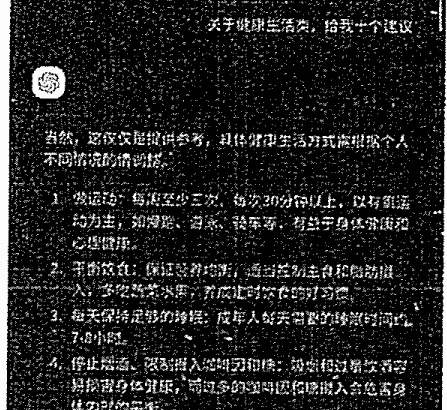 关于健康生活类，给我十个建议
当然，这仅仅是提供参考，具体健康生活方式需根据个人
不同情境的情调整。
1. 做运动：每周至少三次，每次30分钟以上，以有氧运
动为主，如慢跑、游泳、骑车等，有益于身体健康和
心理健康。
2. 平衡饮食：保证营养均衡，适当控制主食和脂肪摄
入，多吃蔬菜水果，养成定时饮食的好习惯。
3. 每天保持足够的睡眠：成年人每天需要的睡眠时间约
7-8小时。
4. 停止烟酒、限制摄入咖啡因和糖：吸烟和过量饮酒容
易损害身体健康，而过多的咖啡因和糖摄入会危害身
体内部的平衡